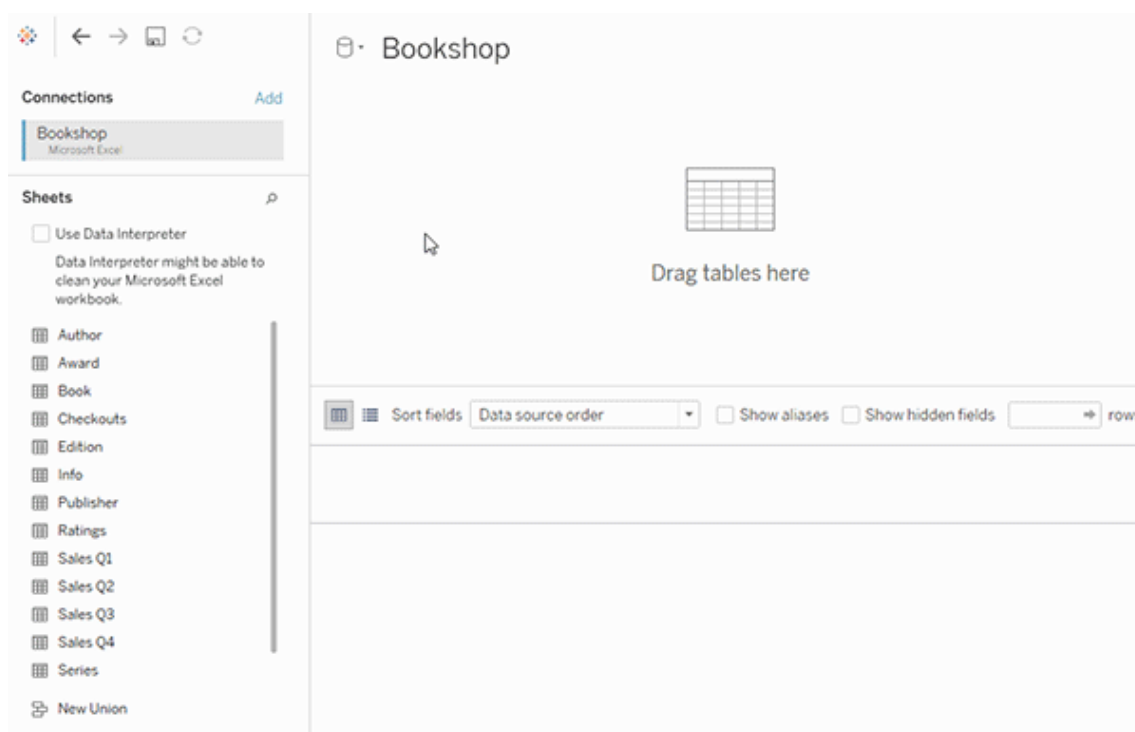 Bookshop
Connections
Add
Bookshop
Microsoft Excel
Sheets
Use Data Interpreter
Data Interpreter might be able to
clean your Microsoft Excel
workbook.
Author
Award
Book
Checkouts
Edition
Info
Publisher
Ratings
Sales Q1
Sales Q2
Sales Q3
Sales Q4
Series
New Union
Drag tables here
Sort fields Data source order Show aliases Show hidden fields row